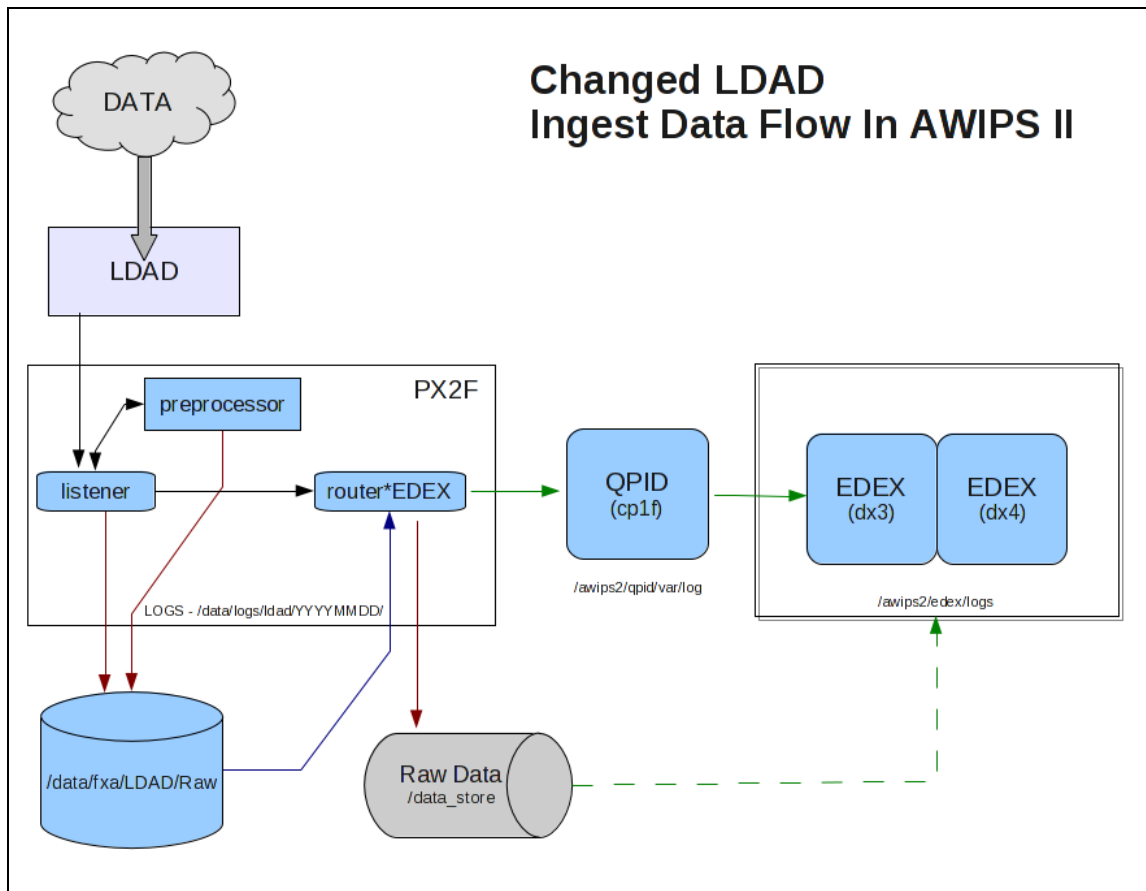 Changed LDAD
Ingest Data Flow In AWIPS II
DATA
LDAD
PX2F
preprocessor
listener
router*EDEX
LOGS - /data/logs/ldad/YYYYMMDD/
QPID
(cp1f)
/awips2/qpid/var/log
EDEX
(dx3)
EDEX
(dx4)
/awips2/edex/logs
/data/fxa/LDAD/Raw
Raw Data
/data_store